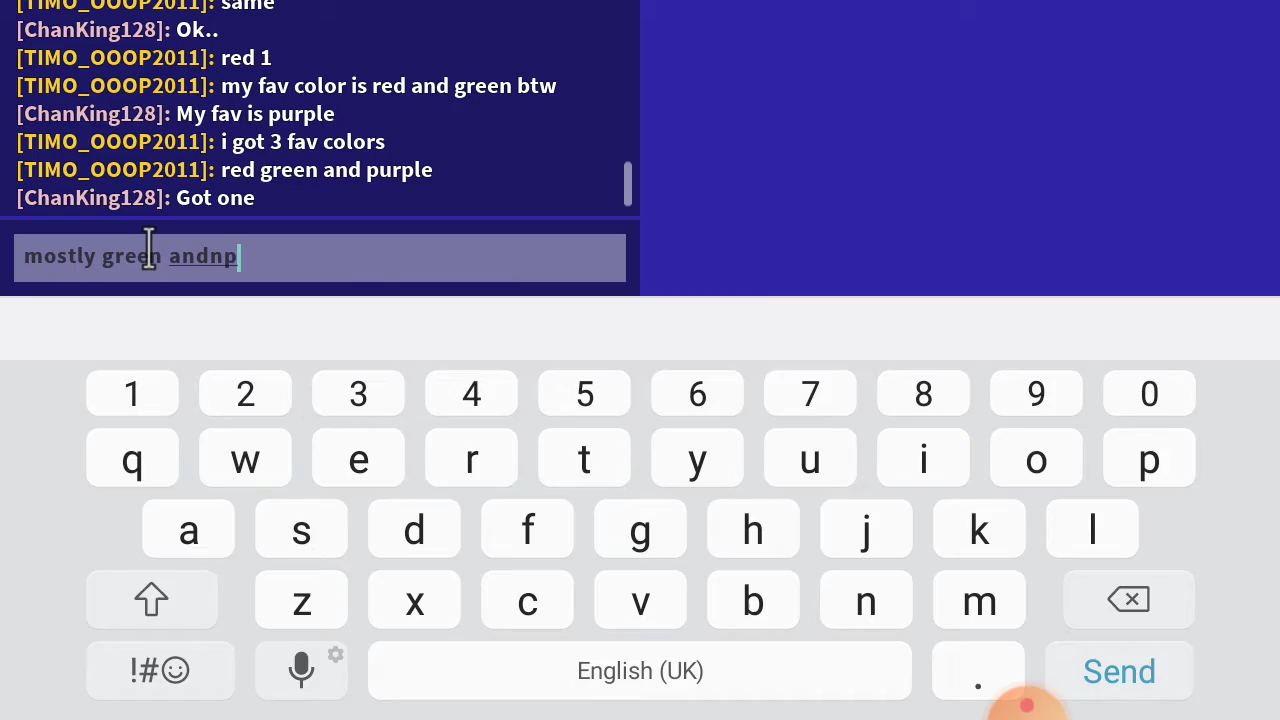 [TIMO_OOOP2011]: same
[ChanKing128]: Ok..
[TIMO_OOOP2011]: red 1
[TIMO_OOOP2011]: my fav color is red and green btw
[ChanKing128]: My fav is purple
[TIMO_OOOP2011]: i got 3 fav colors
[TIMO_OOOP2011]: red green and purple
[ChanKing128]: Got one
mostly green andnp
1 2 3 4 5 6 7 8 9 0
q w e r t y u i o p
a s d f g h j k l
z x c v b n m
!#☺ English (UK) . Send